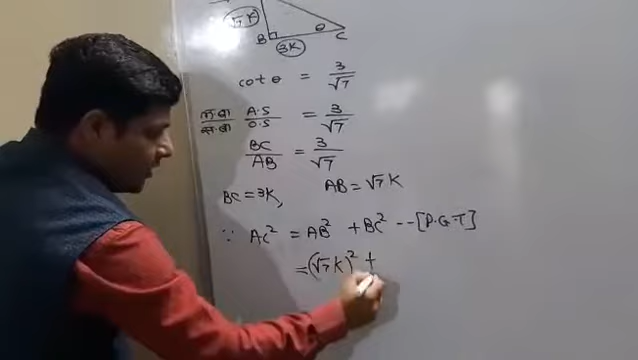 √7 K
B 3K θ C
cot θ = 3/√7
ल.बा/स.बा A.S/O.S = 3/√7
BC/AB = 3/√7
BC = 3K, AB = √7 K
∵ AC² = AB² + BC² --[P.G.T]
= (√7 K)² +